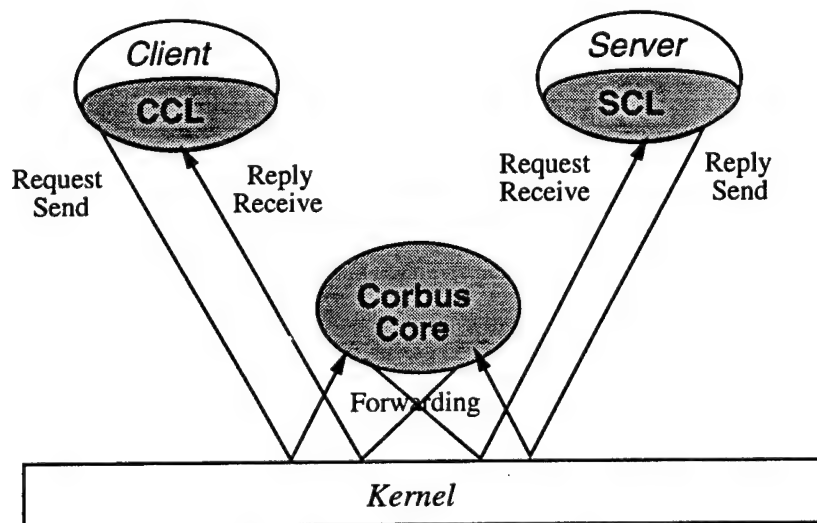 Client
CCL
Server
SCL
Request
Send
Reply
Receive
Request
Receive
Reply
Send
Corbus
Core
Forwarding
Kernel